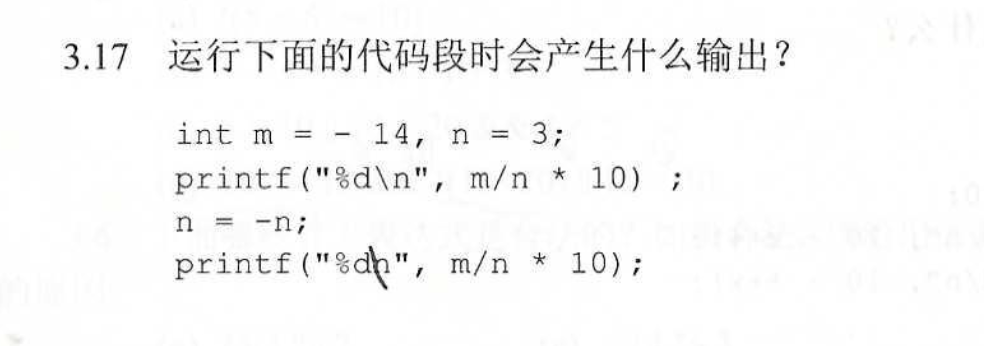 3.17 运行下面的代码段时会产生什么输出？
int m = - 14, n = 3;
printf("%d\n", m/n * 10) ;
n = -n;
printf("%d\n", m/n * 10);